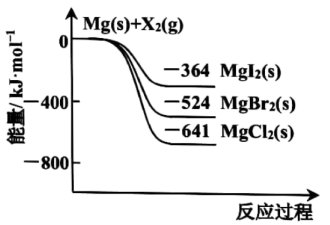 Mg(s)+X₂(g)
0
−364 MgI₂(s)
−400
−524 MgBr₂(s)
−641 MgCl₂(s)
−800
能量/kJ·mol⁻¹
反应过程